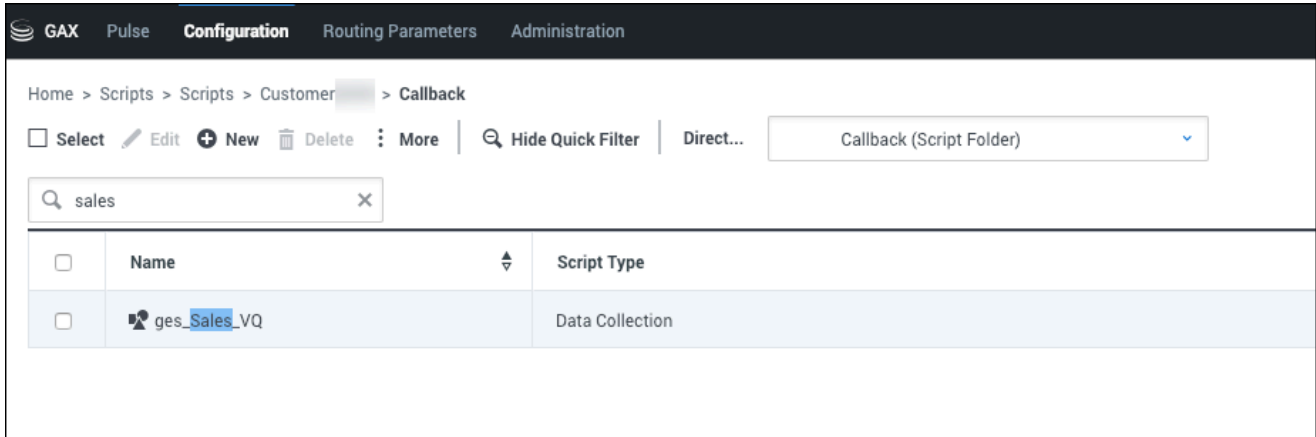 GAX Pulse Configuration Routing Parameters Administration
Home > Scripts > Scripts > Customer > Callback
Select Edit New Delete More Hide Quick Filter Direct... Callback (Script Folder)
sales
Name Script Type
ges_Sales_VQ Data Collection